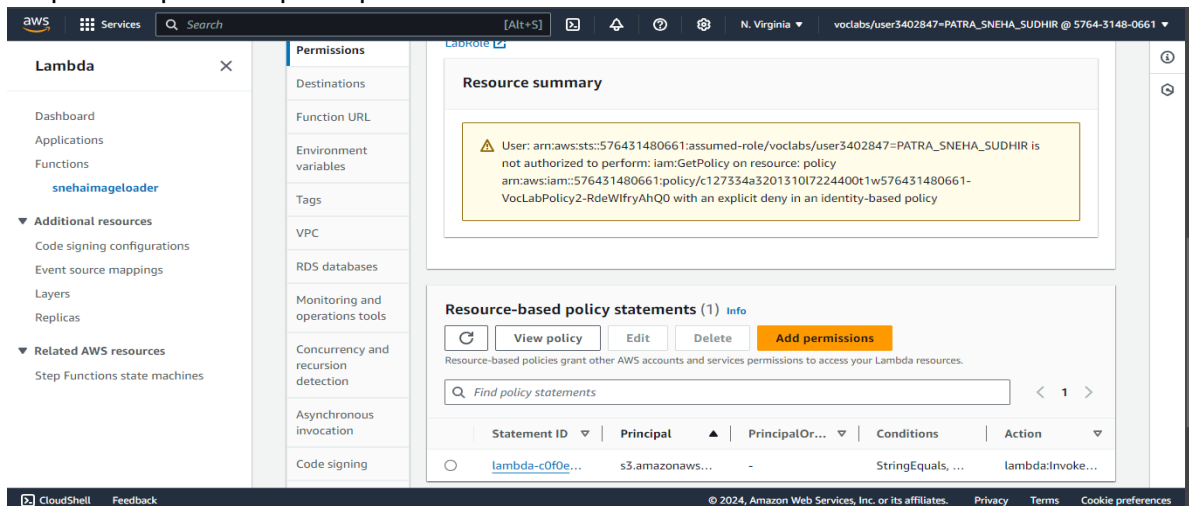 aws Services Search [Alt+S] N. Virginia voclabs/user3402847=PATRA_SNEHA_SUDHIR @ 5764-3148-0661
Lambda
Dashboard
Applications
Functions
snehaimageloader
Additional resources
Code signing configurations
Event source mappings
Layers
Replicas
Related AWS resources
Step Functions state machines
Permissions
Destinations
Function URL
Environment
variables
Tags
VPC
RDS databases
Monitoring and
operations tools
Concurrency and
recursion
detection
Asynchronous
invocation
Code signing
LabRole
Resource summary
User: arn:aws:sts::576431480661:assumed-role/voclabs/user3402847=PATRA_SNEHA_SUDHIR is
not authorized to perform: iam:GetPolicy on resource: policy
arn:aws:iam::576431480661:policy/c127334a3201310l7224400t1w576431480661-
VocLabPolicy2-RdeWIfryAhQ0 with an explicit deny in an identity-based policy
Resource-based policy statements (1) Info
View policy Edit Delete Add permissions
Resource-based policies grant other AWS accounts and services permissions to access your Lambda resources.
Find policy statements
1
Statement ID Principal PrincipalOr... Conditions Action
lambda-c0f0e... s3.amazonaws... - StringEquals, ... lambda:Invoke...
CloudShell Feedback © 2024, Amazon Web Services, Inc. or its affiliates. Privacy Terms Cookie preferences